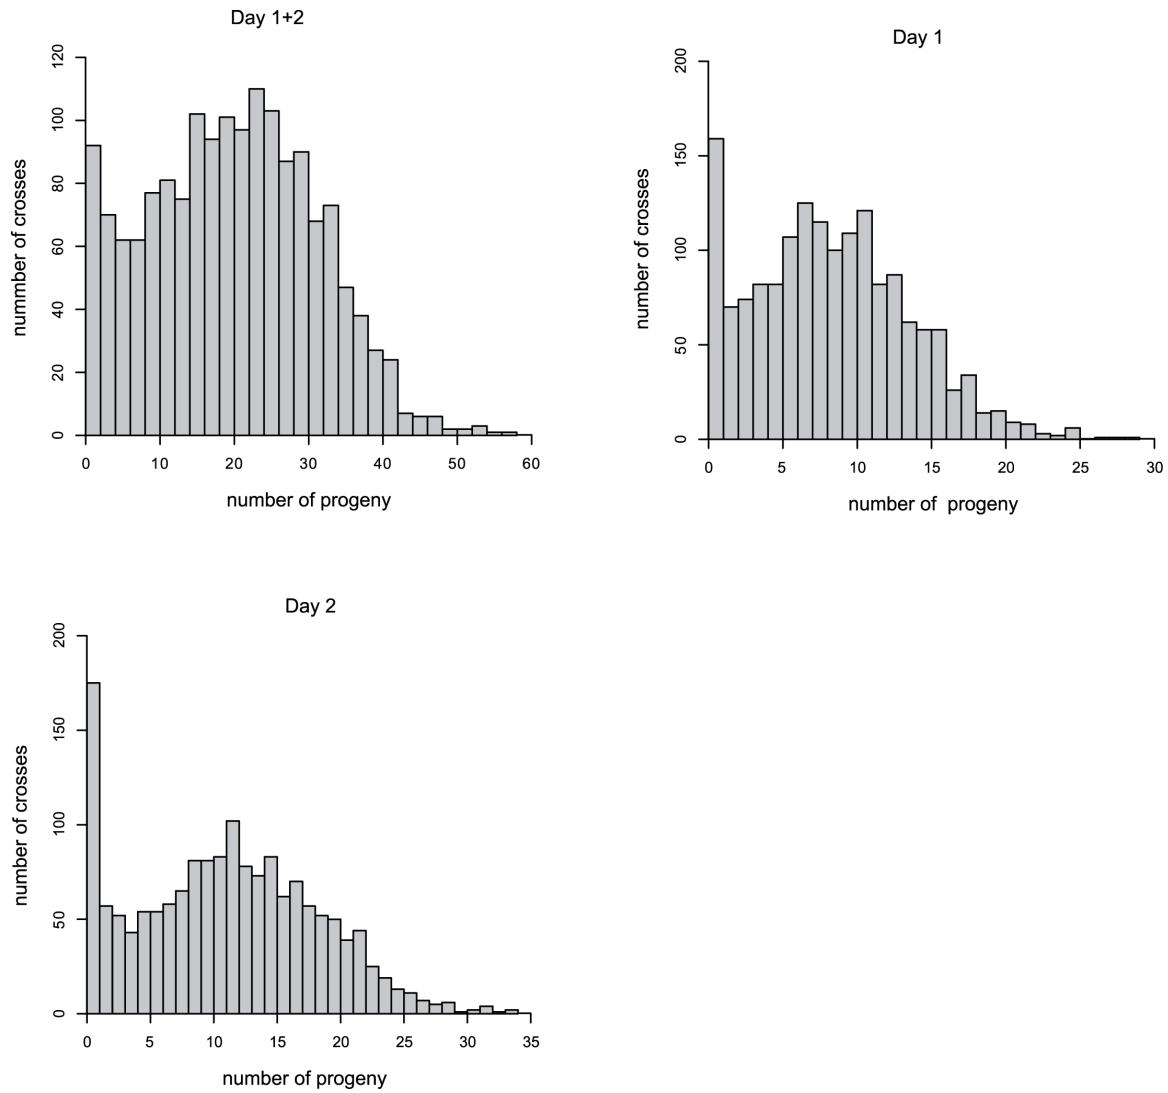 Day 1+2
120
100
80
60
40
20
0
nummber of crosses
0 10 20 30 40 50 60
number of progeny
Day 1
200
150
100
50
0
number of crosses
0 5 10 15 20 25 30
number of  progeny
Day 2
200
150
100
50
0
number of crosses
0 5 10 15 20 25 30 35
number of progeny